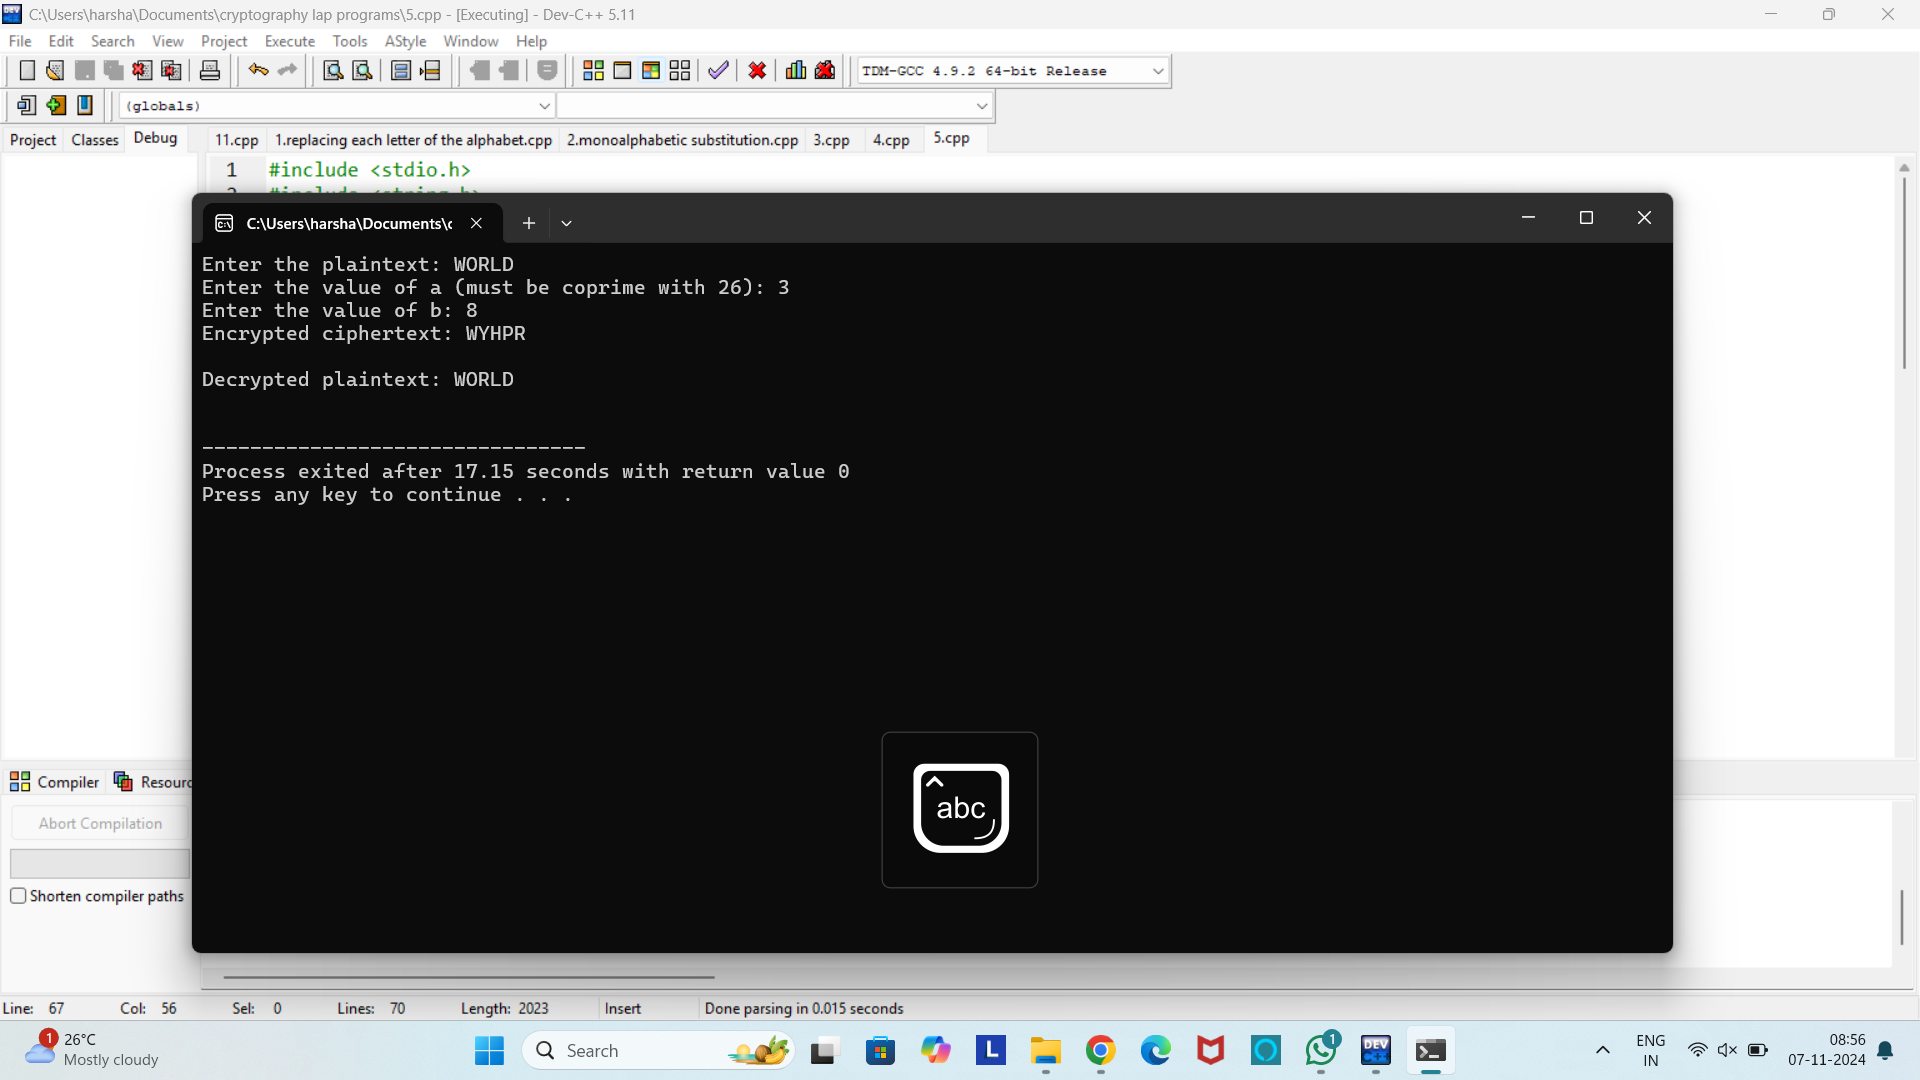 C:\Users\harsha\Documents\cryptography lap programs\5.cpp - [Executing] - Dev-C++ 5.11
File Edit Search View Project Execute Tools AStyle Window Help
TDM-GCC 4.9.2 64-bit Release
(globals)
Project Classes Debug 11.cpp 1.replacing each letter of the alphabet.cpp 2.monoalphabetic substitution.cpp 3.cpp 4.cpp 5.cpp
1 #include <stdio.h>
C:\Users\harsha\Documents\c
Enter the plaintext: WORLD
Enter the value of a (must be coprime with 26): 3
Enter the value of b: 8
Encrypted ciphertext: WYHPR
Decrypted plaintext: WORLD
--------------------------------
Process exited after 17.15 seconds with return value 0
Press any key to continue . . .
abc
Compiler Resourc
Abort Compilation
Shorten compiler paths
Line: 67 Col: 56 Sel: 0 Lines: 70 Length: 2023 Insert Done parsing in 0.015 seconds
1 26°C
Mostly cloudy
Search
L
1
DEV
C++
ENG
IN
08:56
07-11-2024